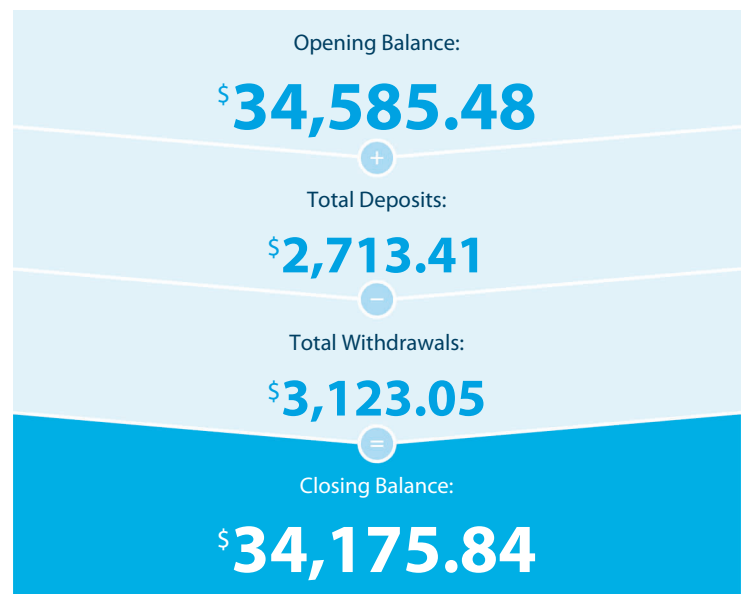 Opening Balance:
$34,585.48
+
Total Deposits:
$2,713.41
−
Total Withdrawals:
$3,123.05
=
Closing Balance:
$34,175.84